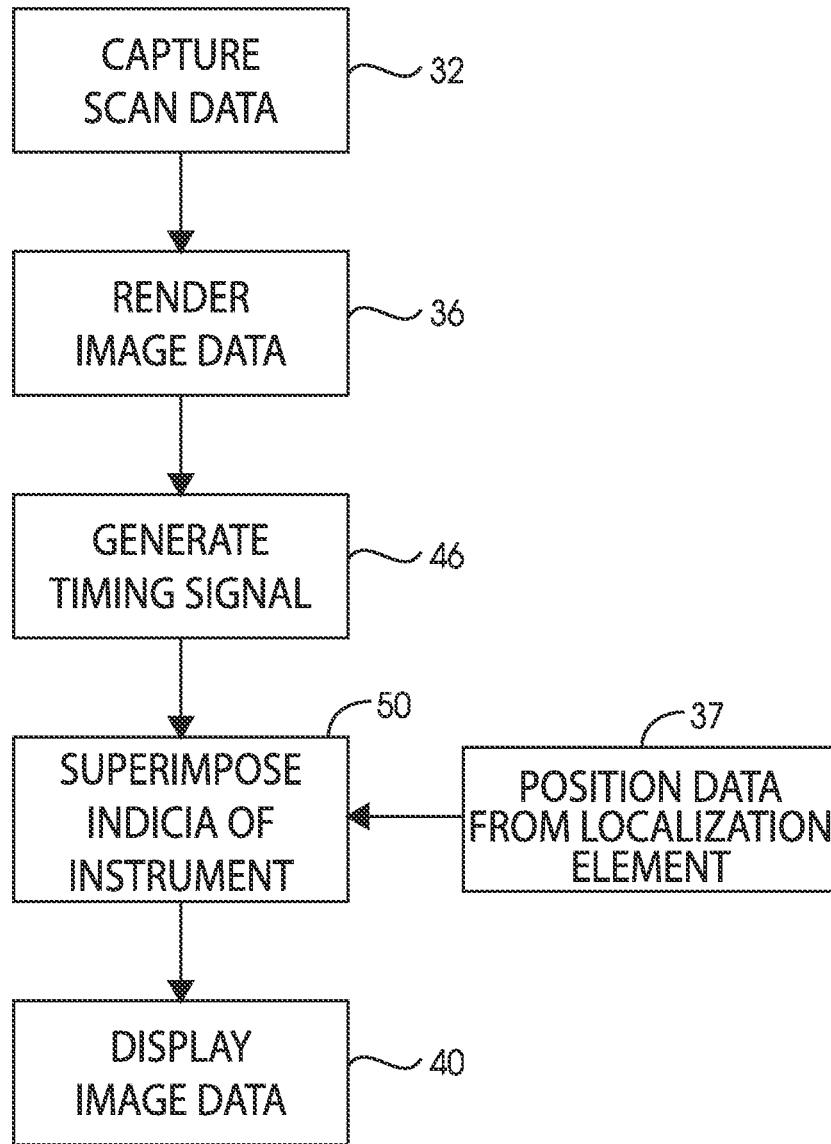 CAPTURE
SCAN DATA
32
RENDER
IMAGE DATA
36
GENERATE
TIMING SIGNAL
46
50
SUPERIMPOSE
INDICIA OF
INSTRUMENT
37
POSITION DATA
FROM LOCALIZATION
ELEMENT
DISPLAY
IMAGE DATA
40